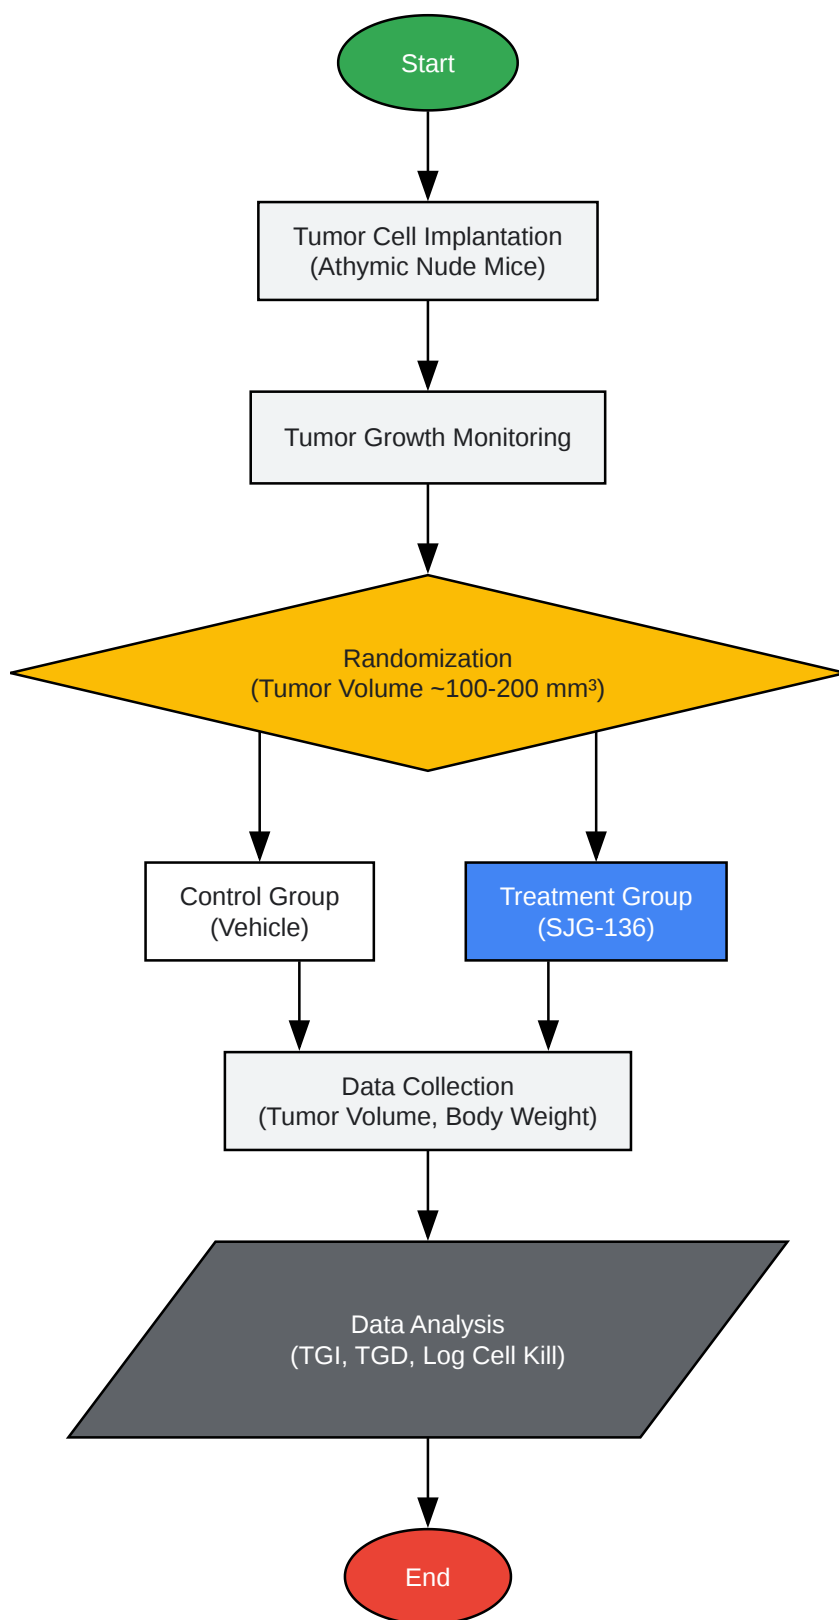 Start
Tumor Cell Implantation
(Athymic Nude Mice)
Tumor Growth Monitoring
Randomization
(Tumor Volume ~100-200 mm³)
Control Group
(Vehicle)
Treatment Group
(SJG-136)
Data Collection
(Tumor Volume, Body Weight)
Data Analysis
(TGI, TGD, Log Cell Kill)
End